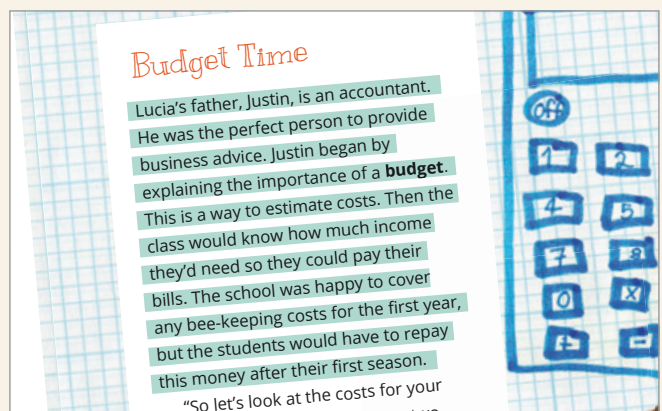 Budget Time
Lucia’s father, Justin, is an accountant.
He was the perfect person to provide
business advice. Justin began by
explaining the importance of a budget.
This is a way to estimate costs. Then the
class would know how much income
they’d need so they could pay their
bills. The school was happy to cover
any bee-keeping costs for the first year,
but the students would have to repay
this money after their first season.
“So let’s look at the costs for your
off
1 2
4 5
7 8
0 X
+ −